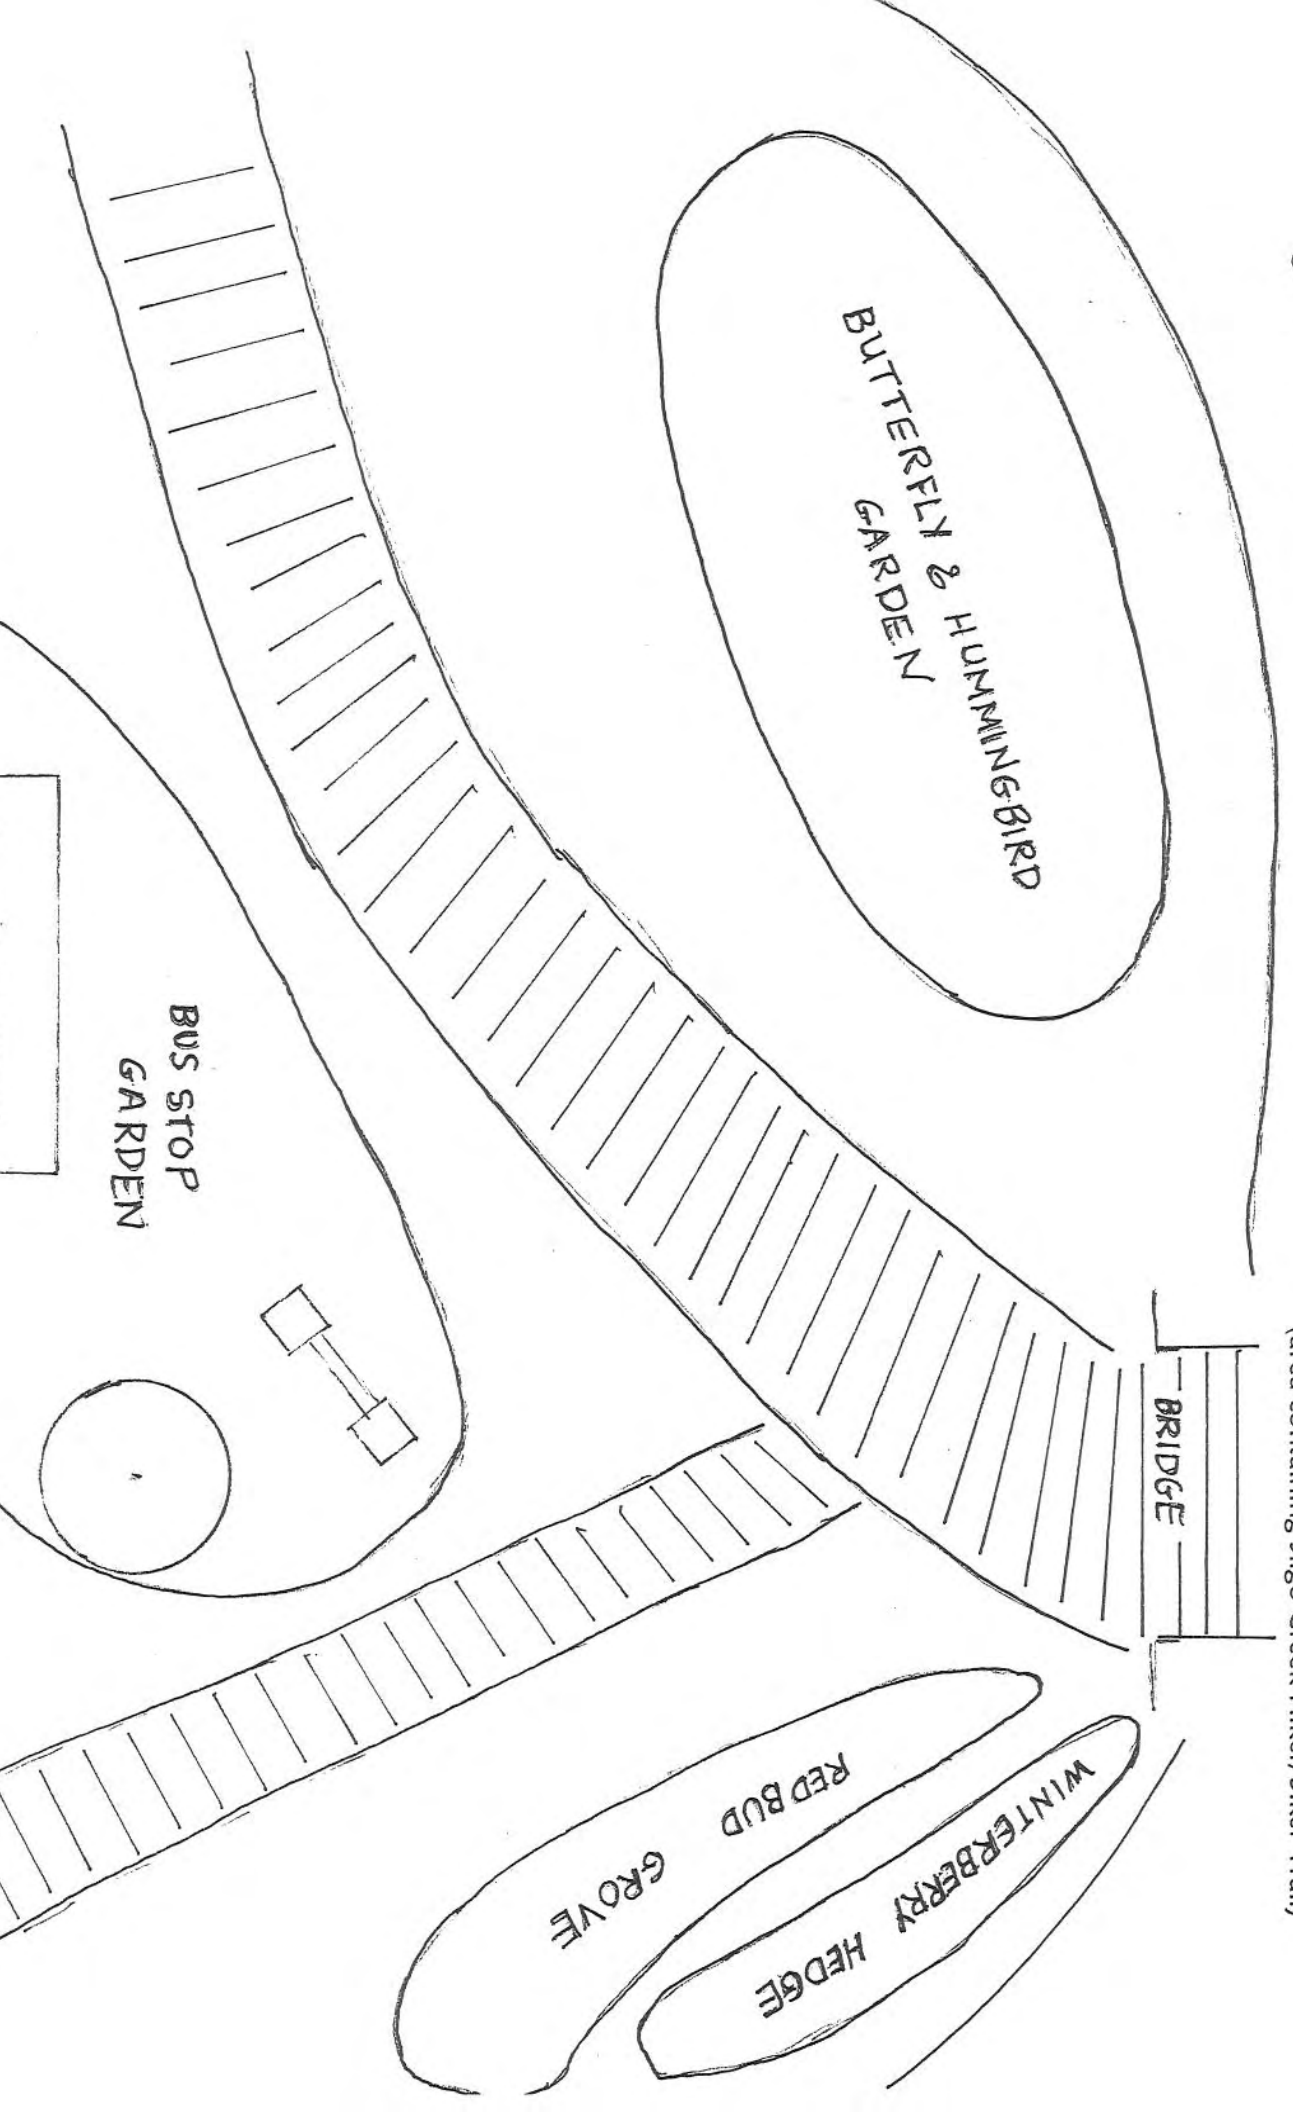 BUTTERFLY & HUMMINGBIRD
GARDEN
BUS STOP
GARDEN
BRIDGE
RED BUD GROVE
WINTERBERRY HEDGE